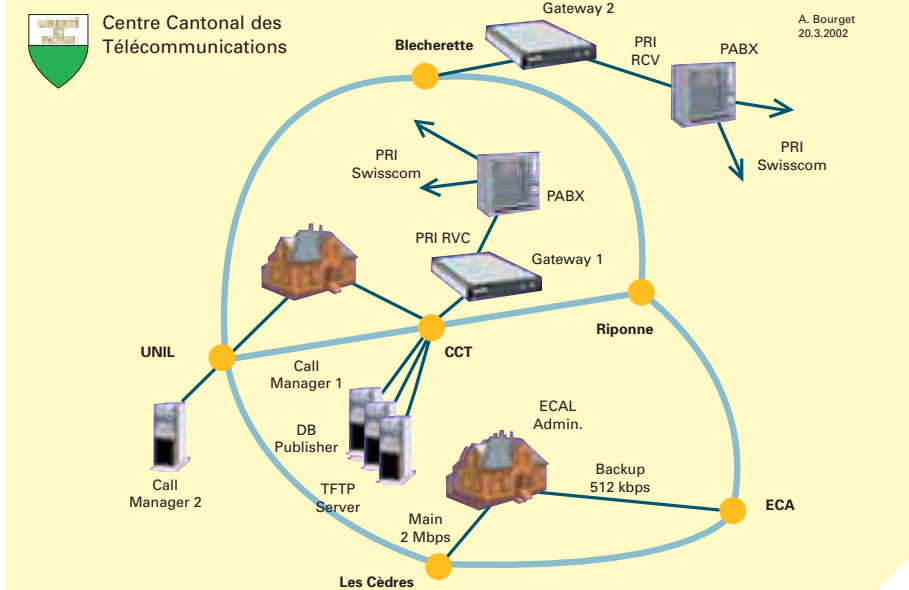 Centre Cantonal des
Télécommunications
Gateway 2
A. Bourget
20.3.2002
Blecherette
PRI
RCV
PABX
PRI
Swisscom
PRI
Swisscom
PABX
PRI RVC
Gateway 1
Riponne
UNIL
CCT
Call
Manager 1
ECAL
Admin.
DB
Publisher
Backup
512 kbps
Call
Manager 2
TFTP
Server
ECA
Main
2 Mbps
Les Cèdres